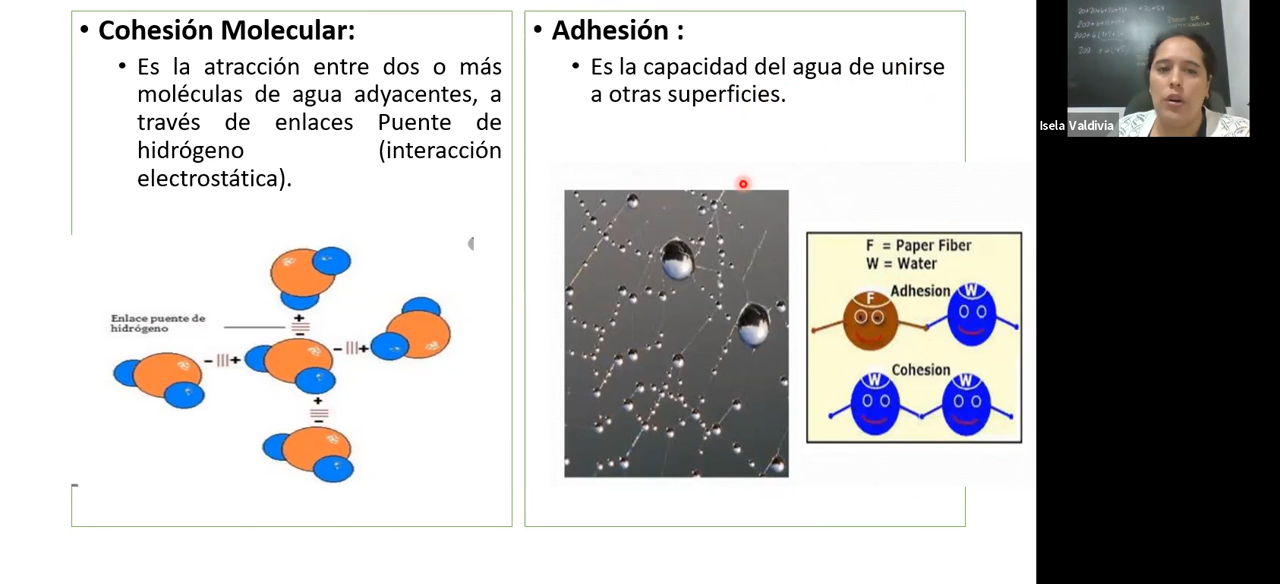 • Cohesión Molecular:
• Es la atracción entre dos o más
moléculas de agua adyacentes, a
través de enlaces Puente de
hidrógeno (interacción
electrostática).
Enlace puente de
hidrógeno
+
-
- +
- +
+
-
• Adhesión :
• Es la capacidad del agua de unirse
a otras superficies.
F = Paper Fiber
W = Water
Adhesion
F
W
Cohesion
W
W
Isela Valdivia